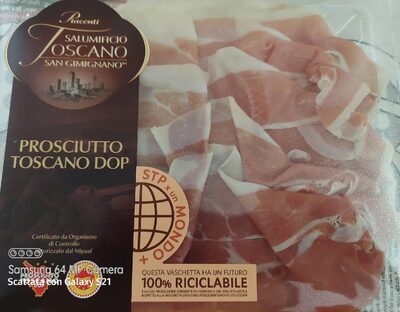 Piacenti
SALUMIFICIO
TOSCANO
SAN GIMIGNANO
PROSCIUTTO
TOSCANO DOP
STP x un MONDO +
Certificato da Organismo
di Controllo
autorizzato dal Mipaaf
QUESTA VASCHETTA HA UN FUTURO
100% RICICLABILE
PROSCIUTTO
Samsung 64 MP Camera
Scattata con Galaxy S21